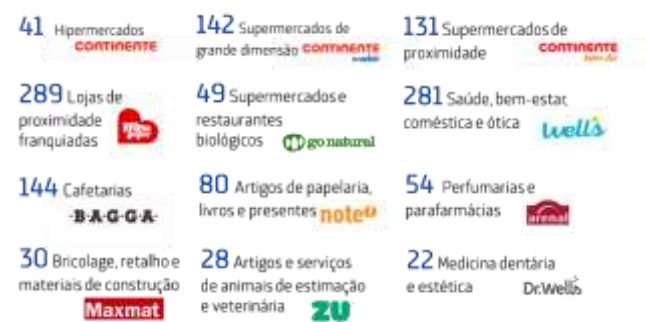 41 Hipermercados
CONTINENTE
142 Supermercados de
grande dimensão CONTINENTE
131 Supermercados de
proximidade CONTINENTE
289 Lojas de
proximidade
franquiadas
49 Supermercados e
restaurantes
biológicos go natural
281 Saúde, bem-estar,
coméstica e ótica wells
144 Cafetarias
BAGGA
80 Artigos de papelaria,
livros e presentes note!
54 Perfumarias e
parafarmácias arenal
30 Bricolage, retalho e
materiais de construção
Maxmat
28 Artigos e serviços
de animais de estimação
e veterinária ZU
22 Medicina dentária
e estética Dr.Well's